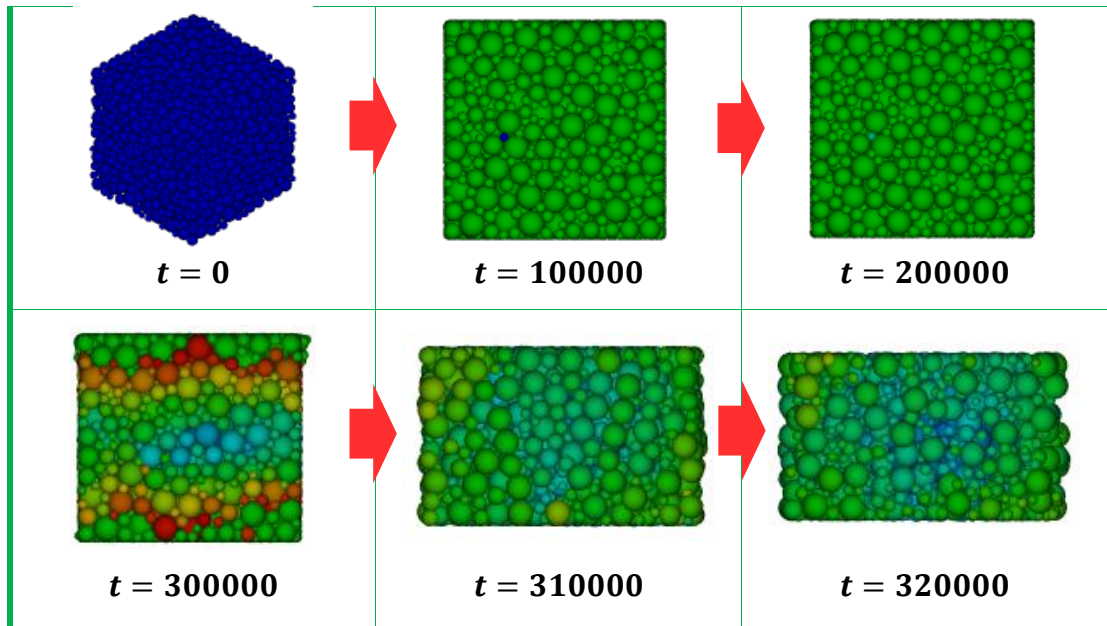 t = 0
t = 100000
t = 200000
t = 300000
t = 310000
t = 320000